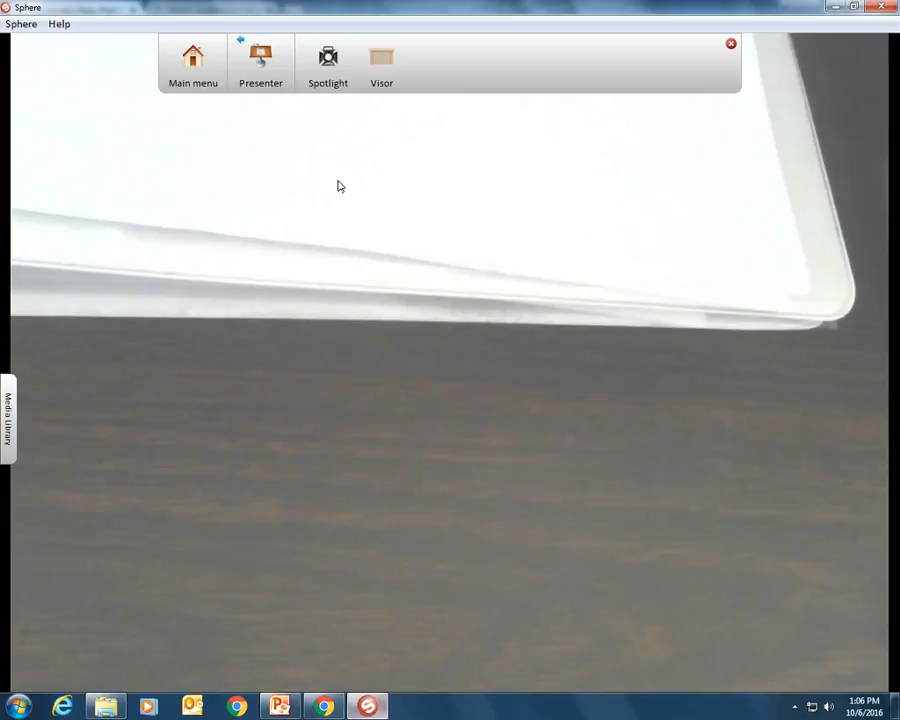 Sphere
Sphere Help
Main menu Presenter Spotlight Visor
Media Library
1:06 PM
10/6/2016